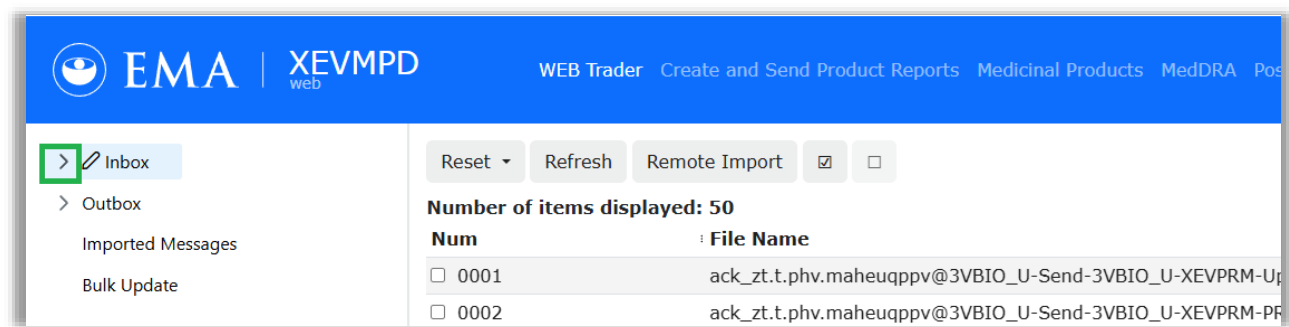 EMA | XEVMPD
web
WEB Trader Create and Send Product Reports Medicinal Products MedDRA Pos
Inbox
Outbox
Imported Messages
Bulk Update
Reset Refresh Remote Import
Number of items displayed: 50
Num File Name
0001 ack_zt.t.phv.maheuqppv@3VBIO_U-Send-3VBIO_U-XEVPRM-Up
0002 ack_zt.t.phv.maheuqppv@3VBIO_U-Send-3VBIO_U-XEVPRM-PR